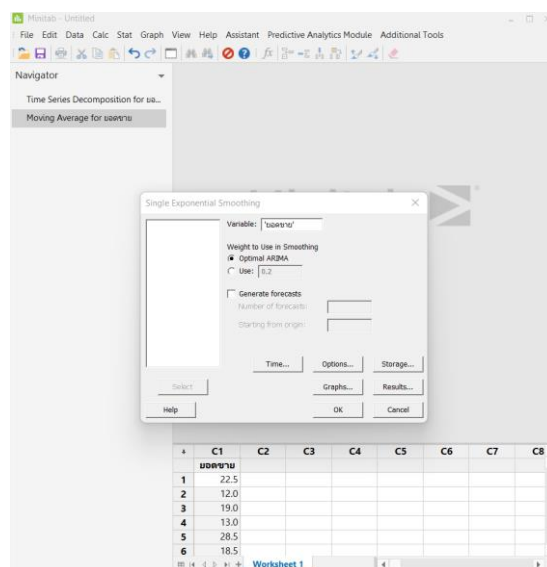 Minitab - Untitled
File Edit Data Calc Stat Graph View Help Assistant Predictive Analytics Module Additional Tools
Navigator
Time Series Decomposition for ยอ...
Moving Average for ยอดขาย
Single Exponential Smoothing
Variable: 'ยอดขาย'
Weight to Use in Smoothing
Optimal ARIMA
Use: 0.2
Generate forecasts
Number of forecasts:
Starting from origin:
Time... Options... Storage...
Select Graphs... Results...
Help OK Cancel
C1 C2 C3 C4 C5 C6 C7 C8
ยอดขาย
1 22.5
2 12.0
3 19.0
4 13.0
5 28.5
6 18.5
Worksheet 1